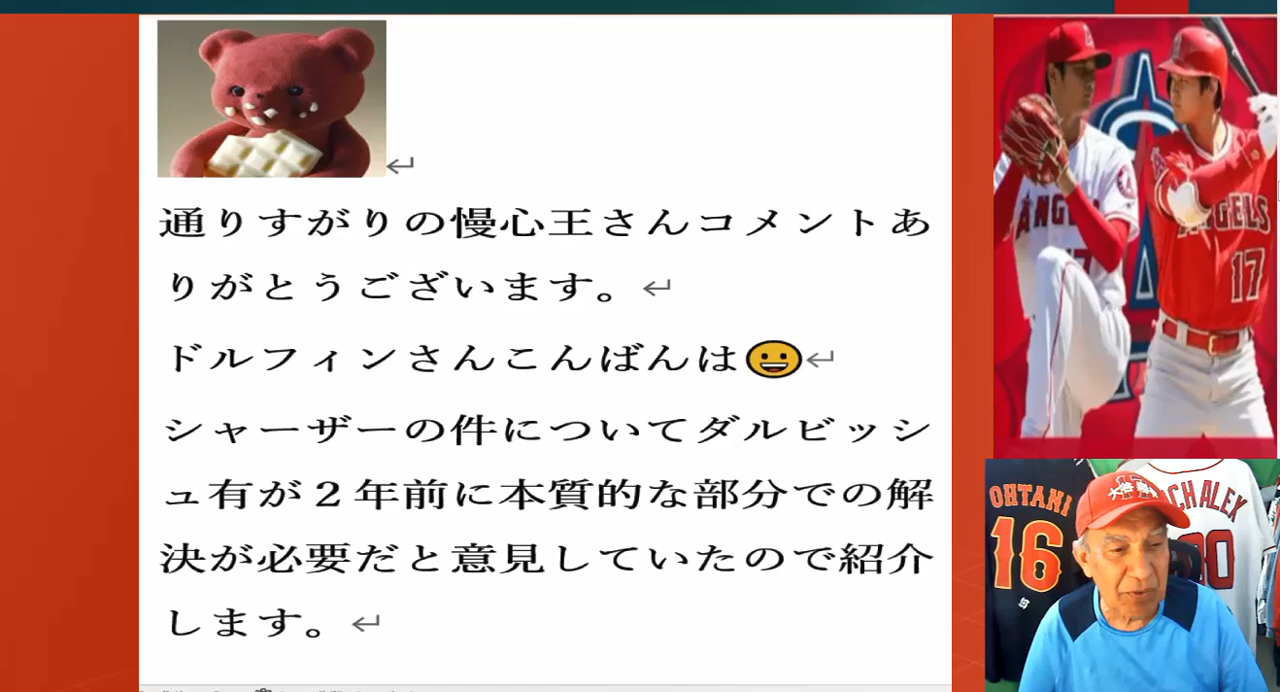 通りすがりの慢心王さんコメントあ
りがとうございます。
ドルフィンさんこんばんは😀
シャーザーの件についてダルビッシ
ュ有が２年前に本質的な部分での解
決が必要だと意見していたので紹介
します。
ANGELS
17
ANGELS
17
OHTANI
16